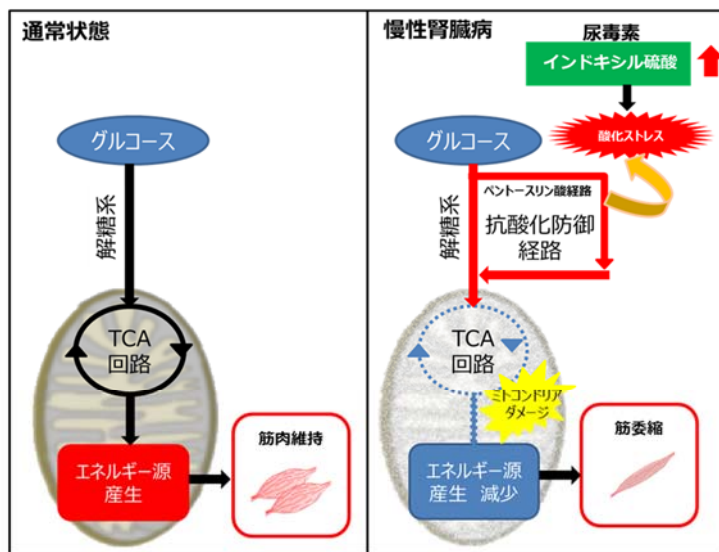 通常状態
グルコース
解糖系
TCA
回路
エネルギー源
産生
筋肉維持
慢性腎臓病
尿毒素
インドキシル硫酸
酸化ストレス
グルコース
ペントースリン酸経路
解糖系
抗酸化防御
経路
TCA
回路
ミトコンドリア
ダメージ
エネルギー源
産生 減少
筋委縮